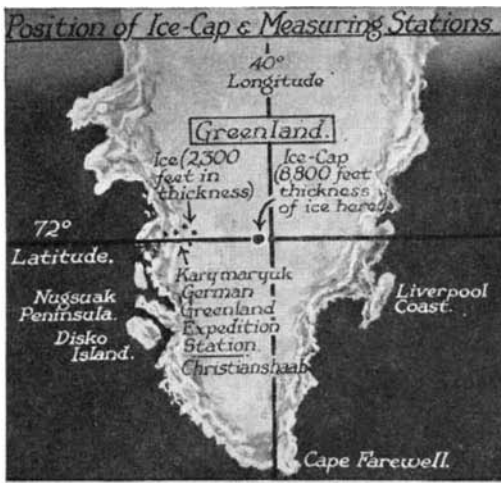 Position of Ice-Cap & Measuring Stations.
40°
Longitude
Greenland.
Ice (2,300
feet in
thickness)
Ice-Cap
(8,800 feet
thickness
of ice here)
72°
Latitude.
Karymaryuk
German
Greenland
Expedition
Station
Christianshaab
Nugsuak
Peninsula.
Disko
Island.
Liverpool
Coast.
Cape Farewell.